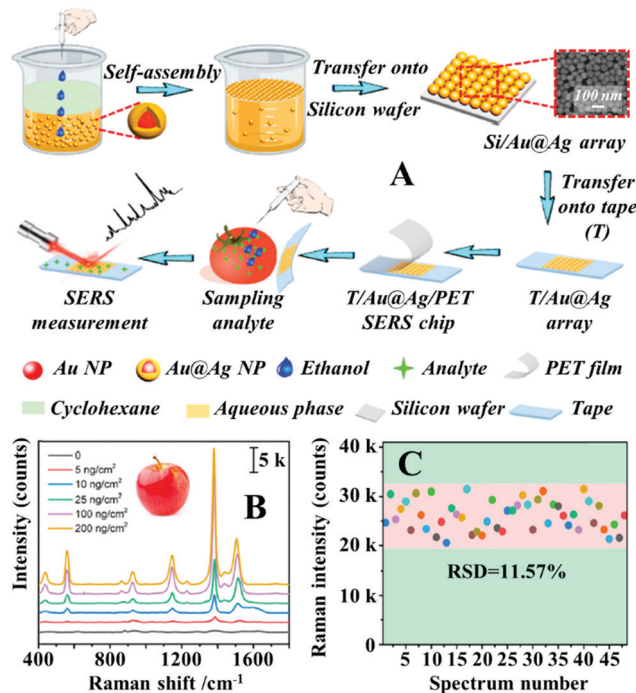 Self-assembly
Transfer onto
Silicon wafer
100 nm
Si/Au@Ag array
A
Transfer
onto tape
(T)
SERS
measurement
Sampling
analyte
T/Au@Ag/PET
SERS chip
T/Au@Ag
array
Au NP
Au@Ag NP
Ethanol
Analyte
PET film
Cyclohexane
Aqueous phase
Silicon wafer
Tape
B
Intensity (counts)
0
5 ng/cm²
10 ng/cm²
25 ng/cm²
100 ng/cm²
200 ng/cm²
5 k
400 800 1200 1600
Raman shift /cm⁻¹
C
Raman intensity (counts)
40 k
30 k
20 k
10 k
0
RSD=11.57%
5 10 15 20 25 30 35 40 45
Spectrum number